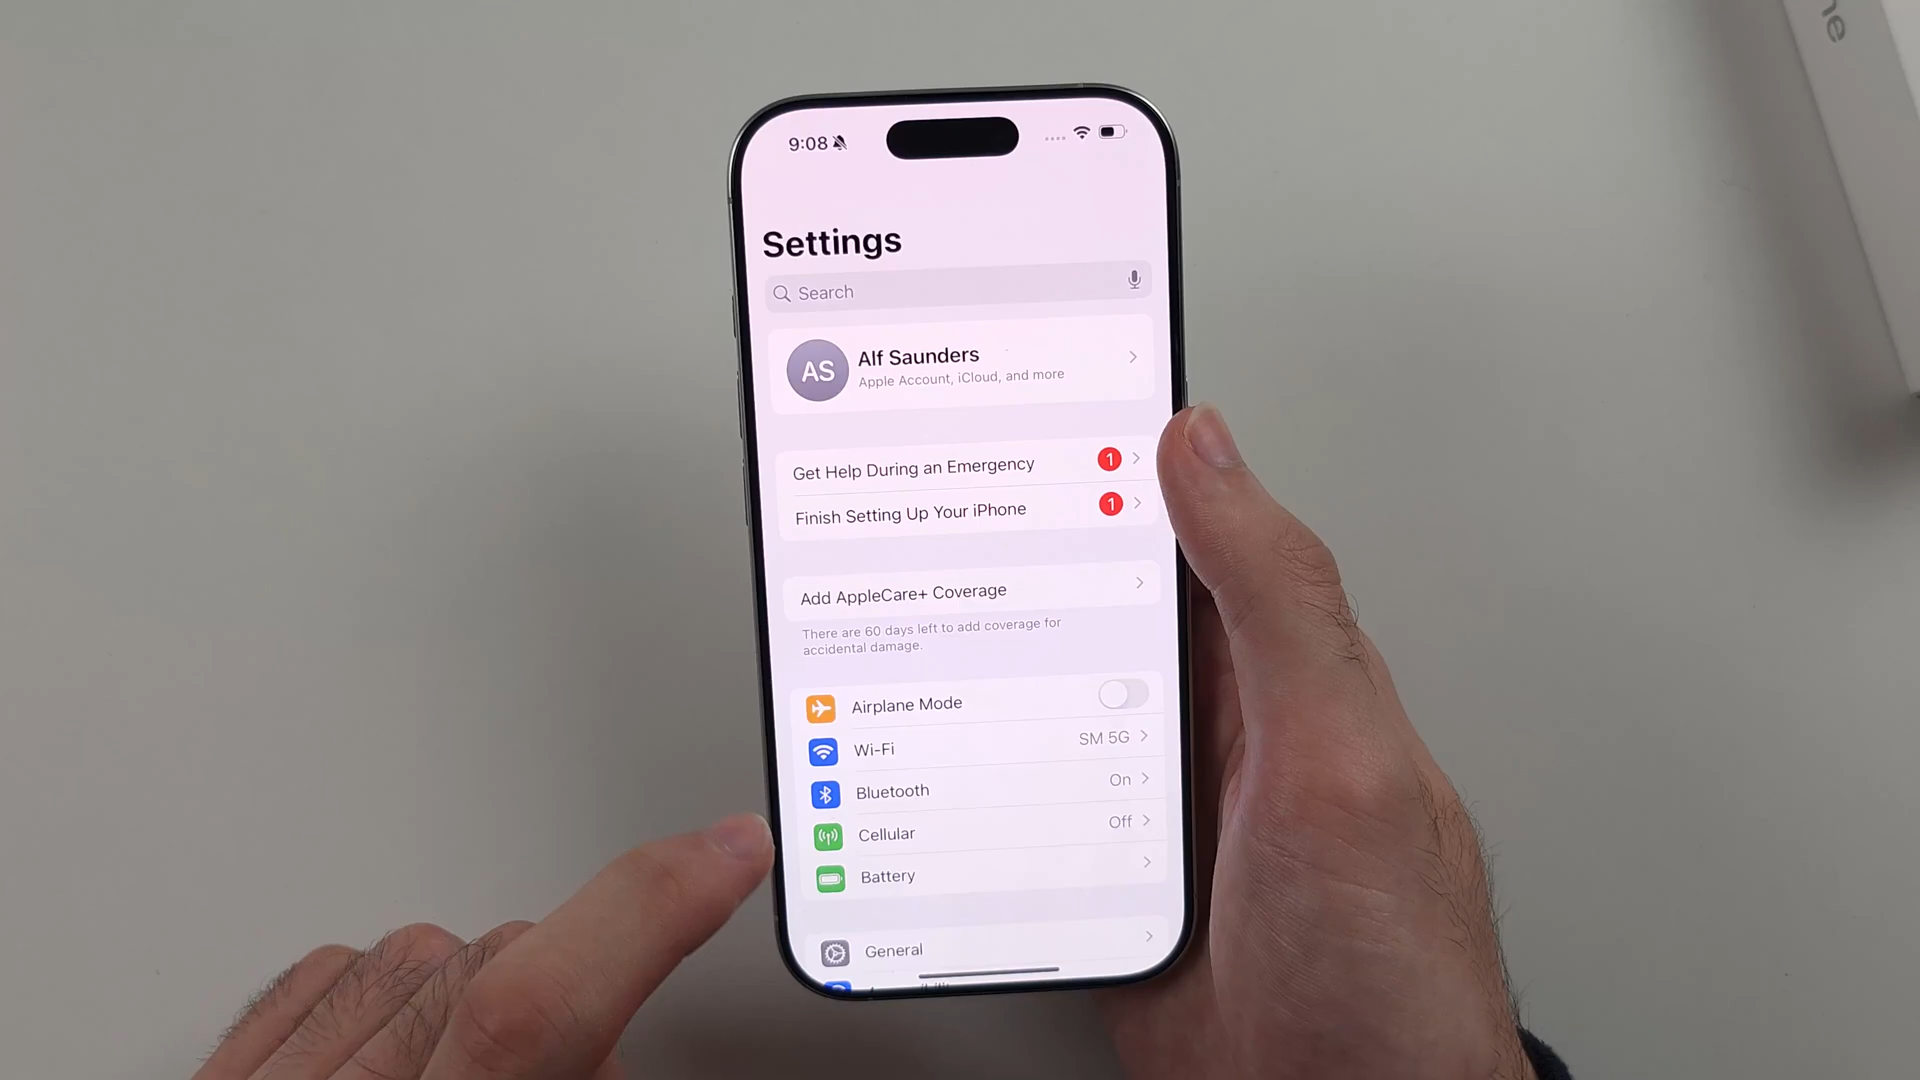 ne
9:08
Settings
Search
AS
Alf Saunders
Apple Account, iCloud, and more
Get Help During an Emergency 1
Finish Setting Up Your iPhone 1
Add AppleCare+ Coverage
There are 60 days left to add coverage for
accidental damage.
Airplane Mode
Wi-Fi SM 5G
Bluetooth On
Cellular Off
Battery
General